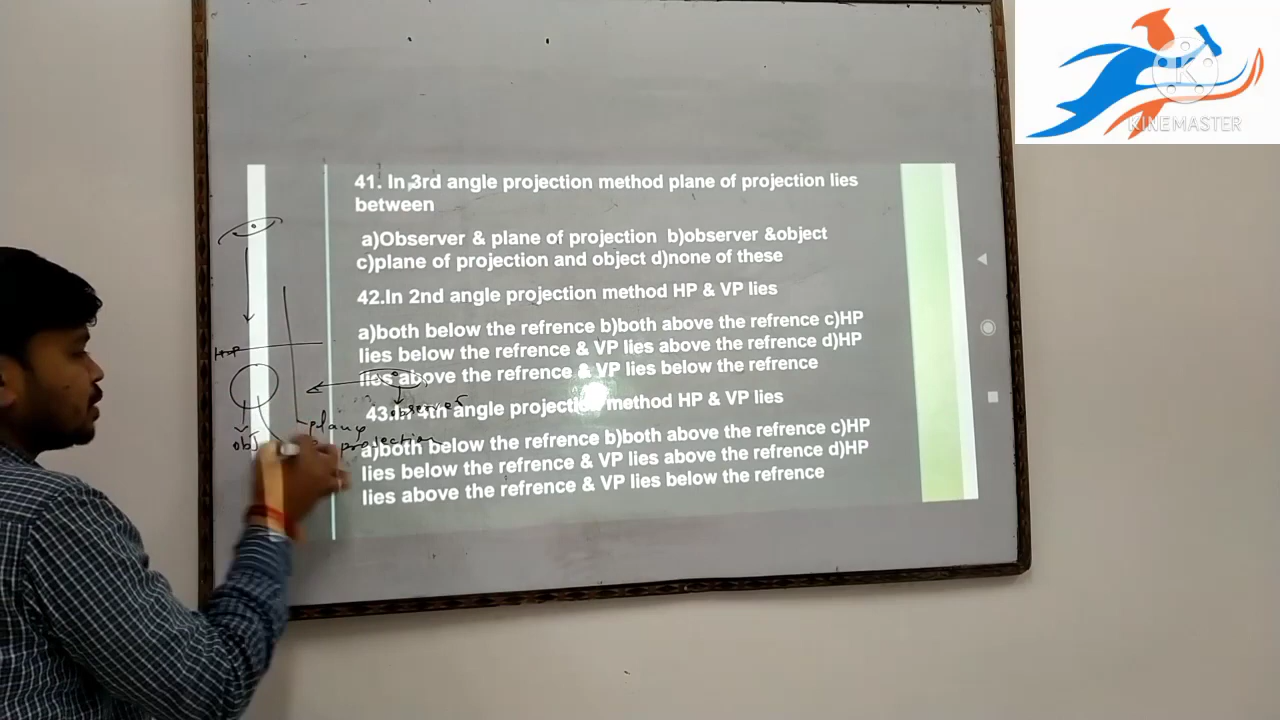 KINEMASTER
41. In 3rd angle projection method plane of projection lies
between
a)Observer & plane of projection b)observer &object
c)plane of projection and object d)none of these
42.In 2nd angle projection method HP & VP lies
a)both below the refrence b)both above the refrence c)HP
lies below the refrence & VP lies above the refrence d)HP
lies above the refrence & VP lies below the refrence
43.In 4th angle projection method HP & VP lies
a)both below the refrence b)both above the refrence c)HP
lies below the refrence & VP lies above the refrence d)HP
lies above the refrence & VP lies below the refrence
H.P
observer
plane
projection
obj